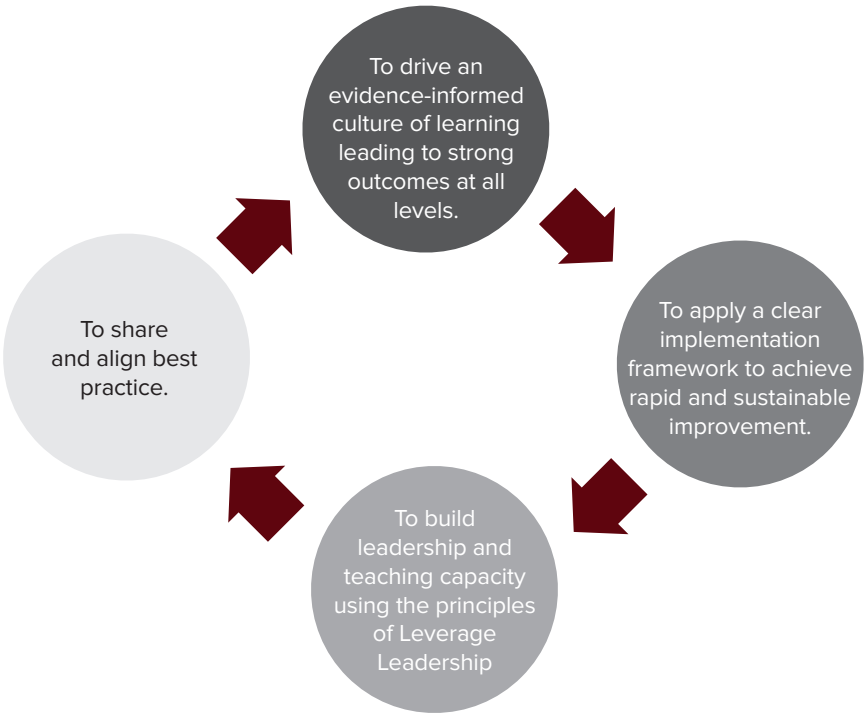 To drive an
evidence-informed
culture of learning
leading to strong
outcomes at all
levels.
To apply a clear
implementation
framework to achieve
rapid and sustainable
improvement.
To build
leadership and
teaching capacity
using the principles
of Leverage
Leadership
To share
and align best
practice.